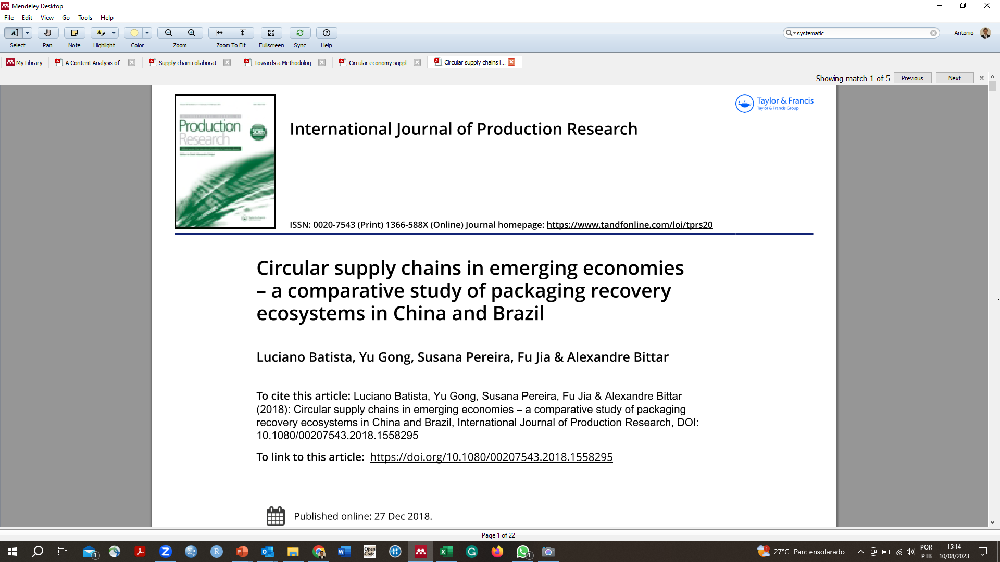 Mendeley Desktop
File Edit View Go Tools Help
Select Pan Note Highlight Color Zoom Zoom To Fit Fullscreen Sync Help
systematic
Antonio
My Library
A Content Analysis of ...
Supply chain collaborat...
Towards a Methodolog...
Circular economy suppl...
Circular supply chains i...
Showing match 1 of 5 Previous Next
Production
Research
Taylor & Francis
Taylor & Francis Group
International Journal of Production Research
ISSN: 0020-7543 (Print) 1366-588X (Online) Journal homepage: https://www.tandfonline.com/loi/tprs20
Circular supply chains in emerging economies
– a comparative study of packaging recovery
ecosystems in China and Brazil
Luciano Batista, Yu Gong, Susana Pereira, Fu Jia & Alexandre Bittar
To cite this article: Luciano Batista, Yu Gong, Susana Pereira, Fu Jia & Alexandre Bittar
(2018): Circular supply chains in emerging economies – a comparative study of packaging
recovery ecosystems in China and Brazil, International Journal of Production Research, DOI:
10.1080/00207543.2018.1558295
To link to this article: https://doi.org/10.1080/00207543.2018.1558295
Published online: 27 Dec 2018.
Page 1 of 22
27°C Parc ensolarado
POR
PTB
15:14
10/08/2023